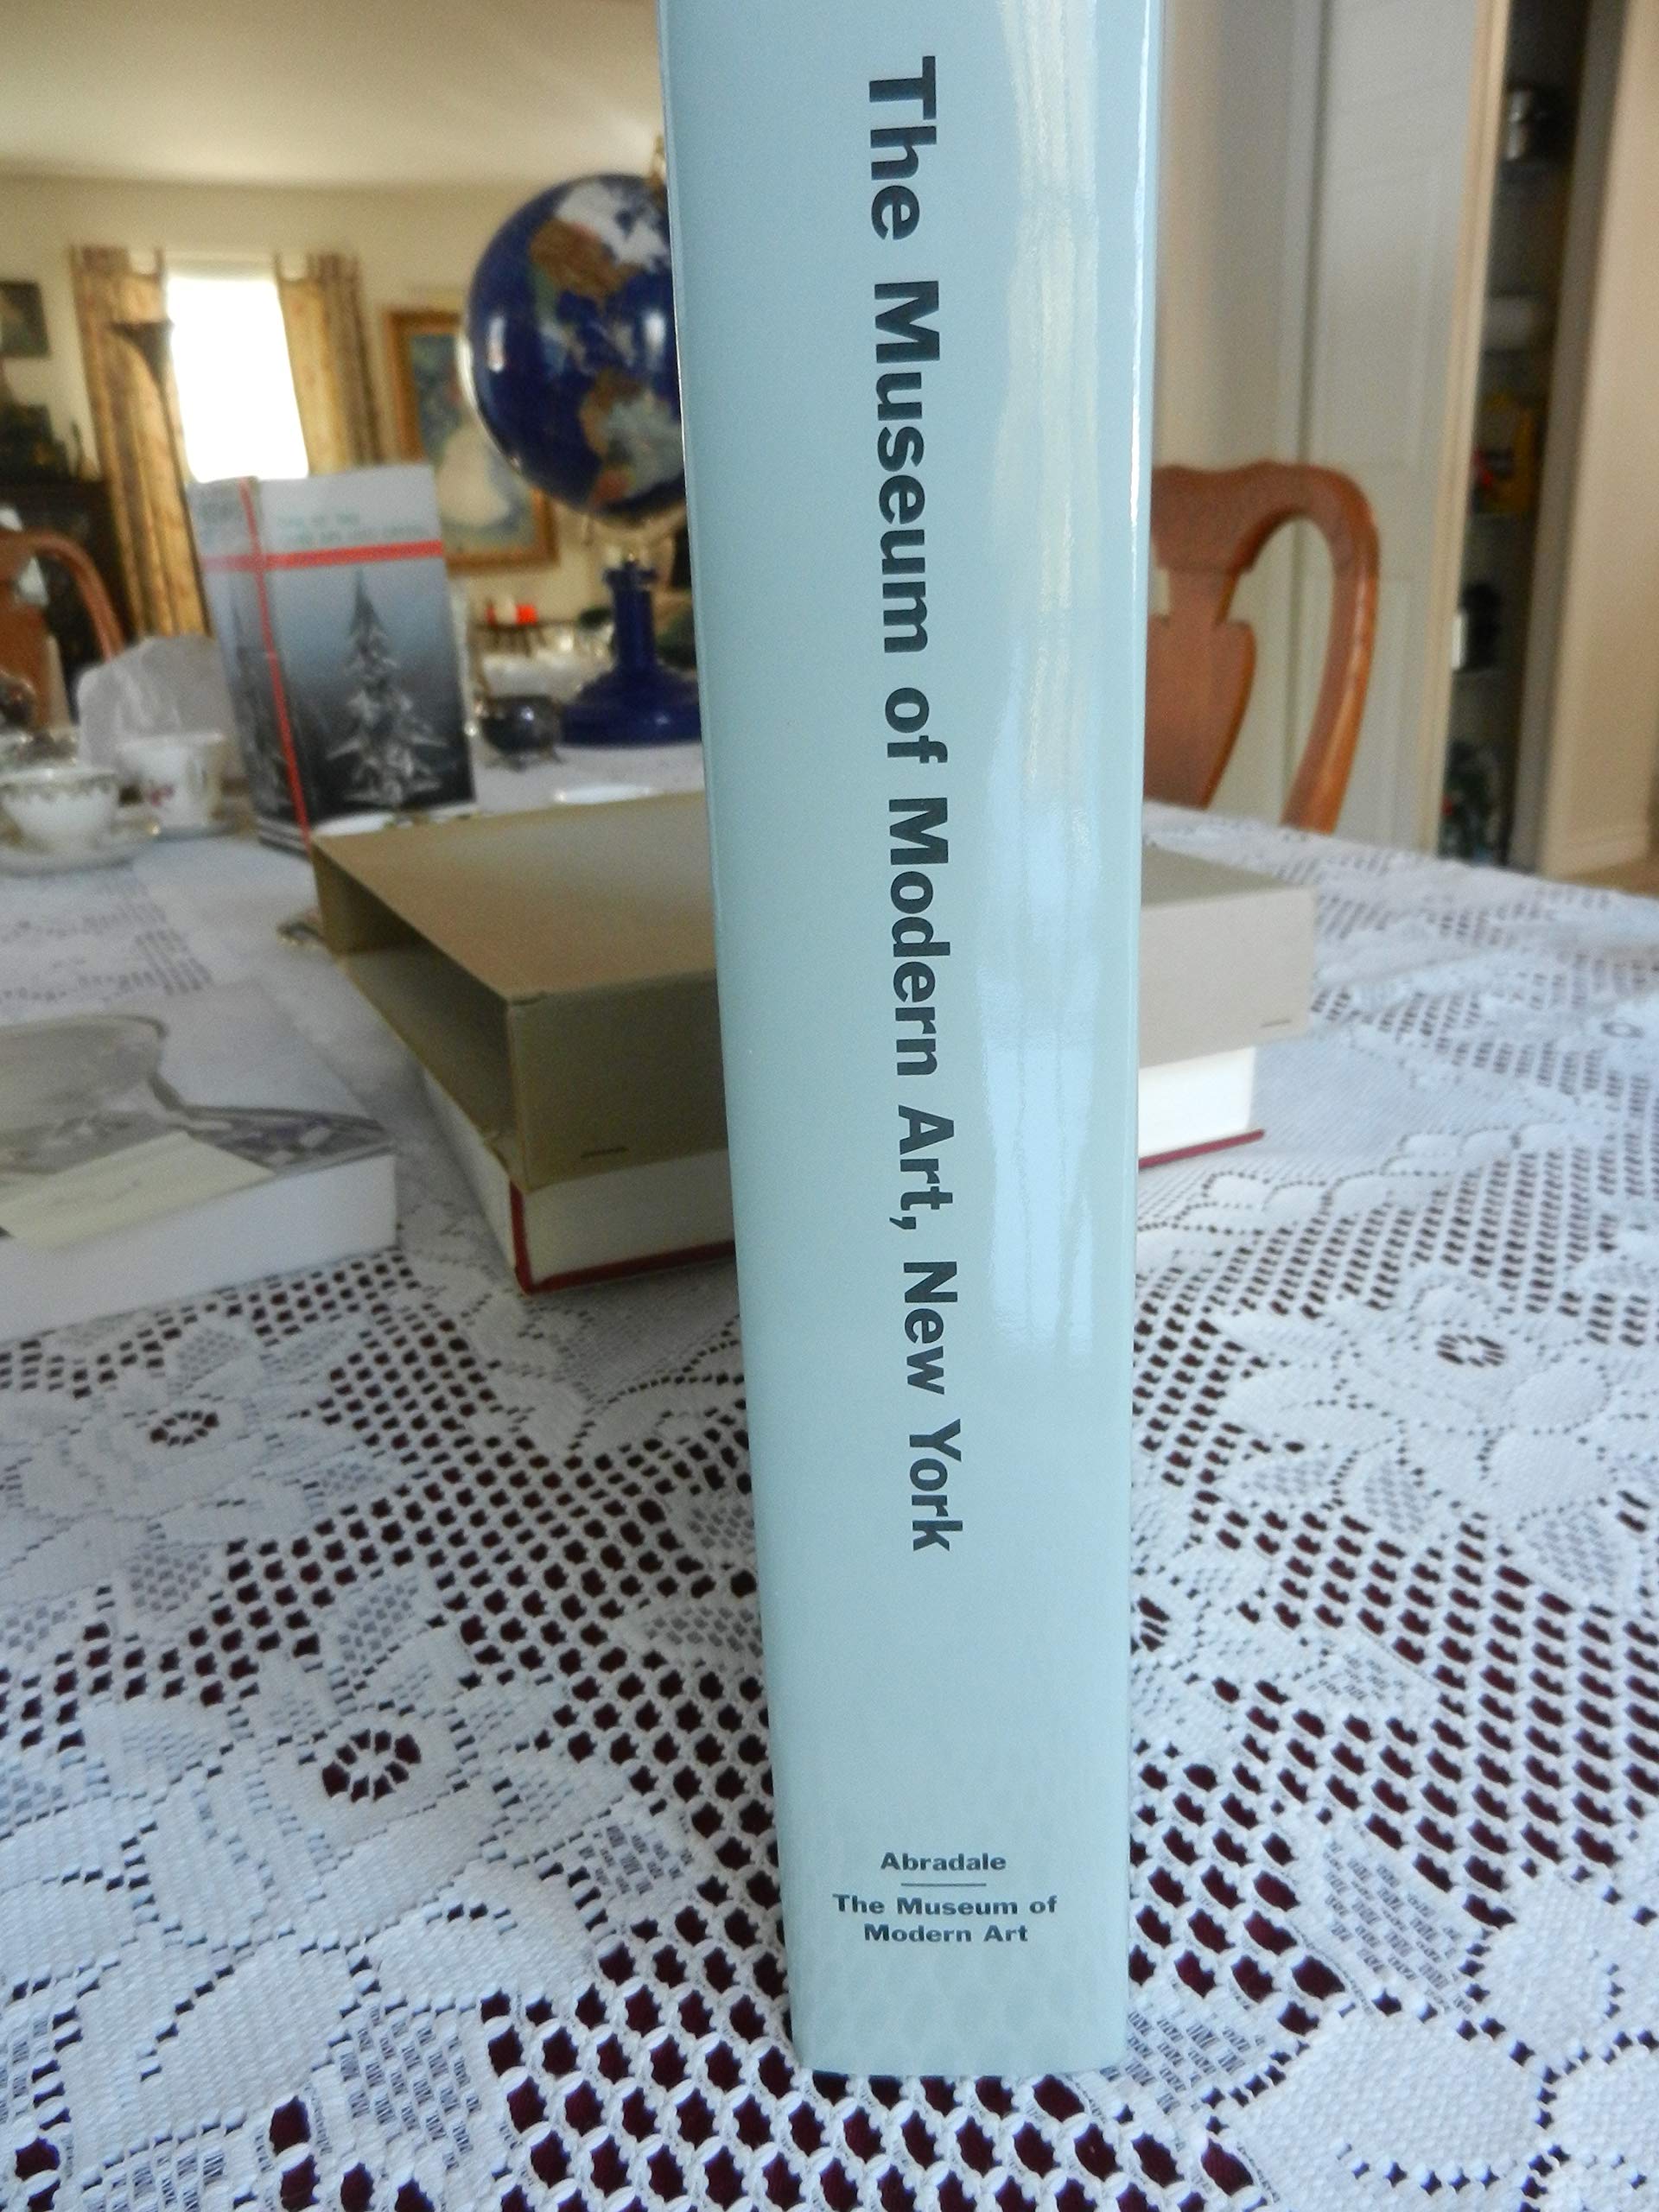 The Museum of Modern Art, New York
Abradale
The Museum of
Modern Art